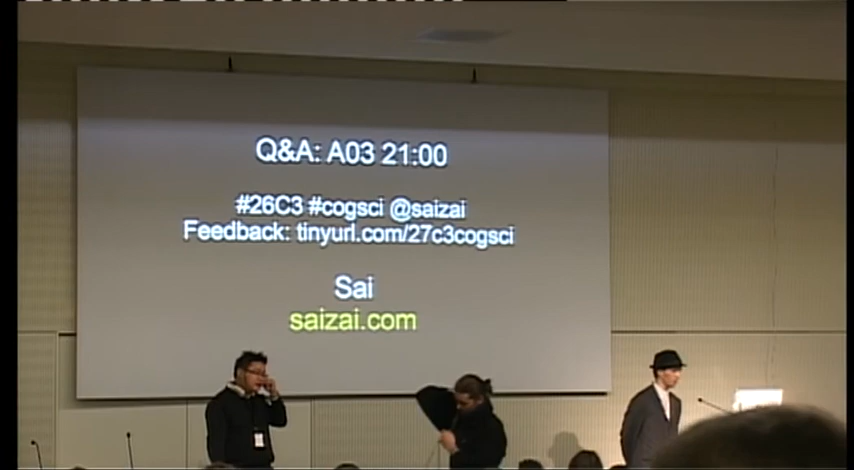 Q&A: A03 21:00
#26C3 #cogsci @saizai
Feedback: tinyurl.com/27c3cogsci
Sai
saizai.com